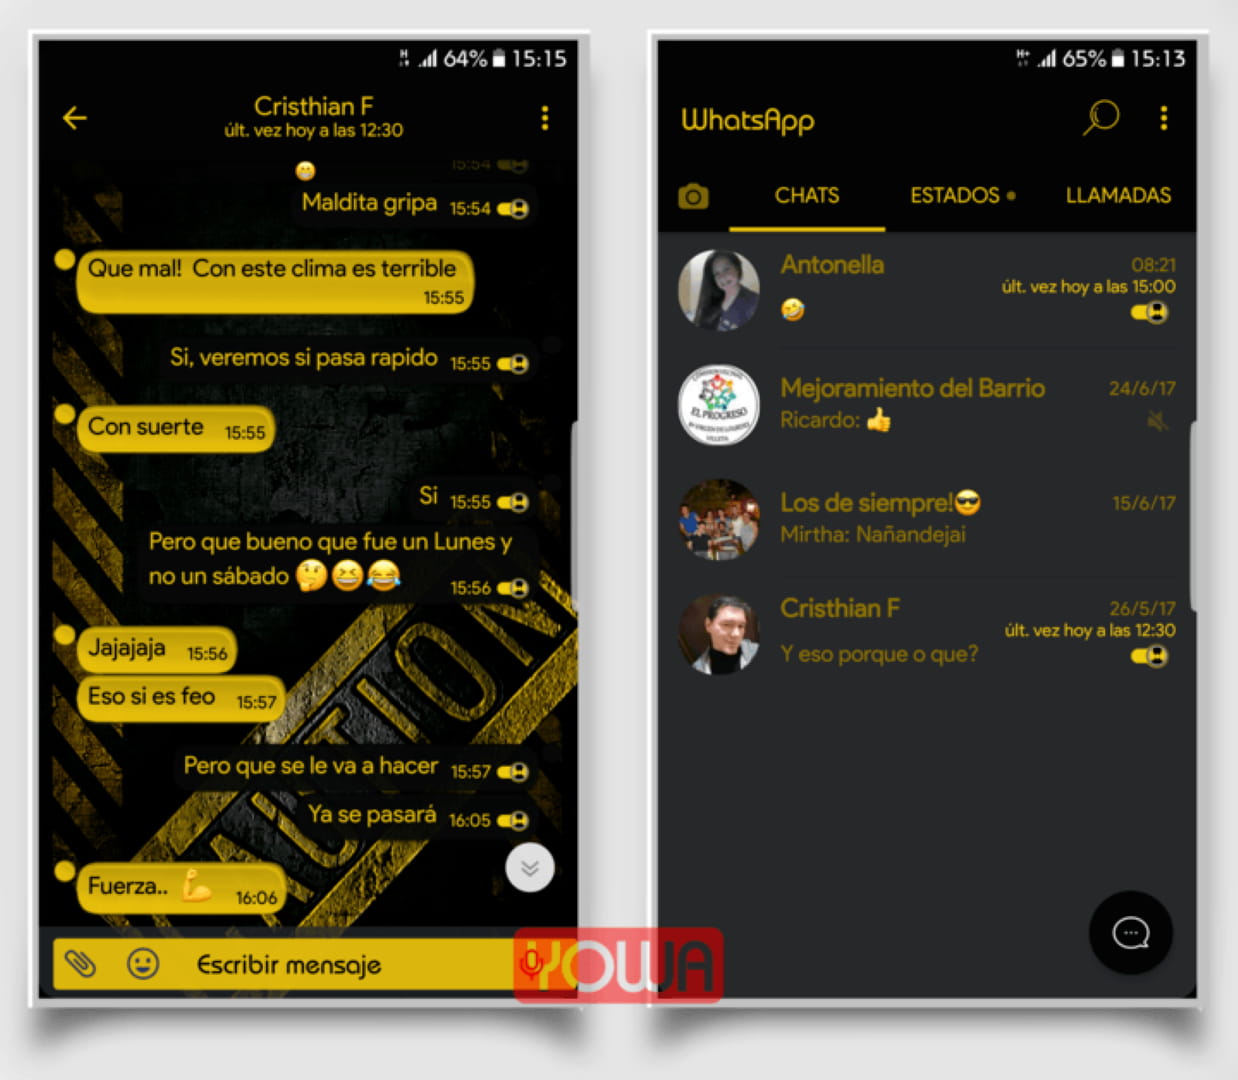 64% 15:15
Cristhian F
últ. vez hoy a las 12:30
15:54
Maldita gripa 15:54
Que mal! Con este clima es terrible
15:55
Si, veremos si pasa rapido 15:55
Con suerte 15:55
Si 15:55
Pero que bueno que fue un Lunes y
no un sábado 🤔😆😂 15:56
Jajajaja 15:56
Eso si es feo 15:57
Pero que se le va a hacer 15:57
Ya se pasará 16:05
Fuerza.. 💪 16:06
CAUTION
Escribir mensaje
H+ 65% 15:13
WhatsApp
CHATS ESTADOS • LLAMADAS
Antonella 08:21
últ. vez hoy a las 15:00
🤣
Mejoramiento del Barrio 24/6/17
Ricardo: 👍
EL PROGRESO
Los de siempre!😎 15/6/17
Mirtha: Nañandejai
Cristhian F 26/5/17
últ. vez hoy a las 12:30
Y eso porque o que?
YOWA